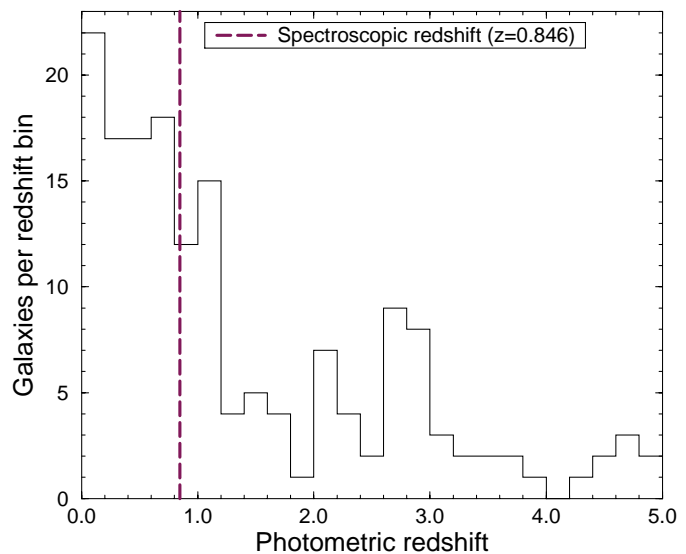 Spectroscopic redshift (z=0.846)
Galaxies per redshift bin
20
15
10
5
0
0.0 1.0 2.0 3.0 4.0 5.0
Photometric redshift